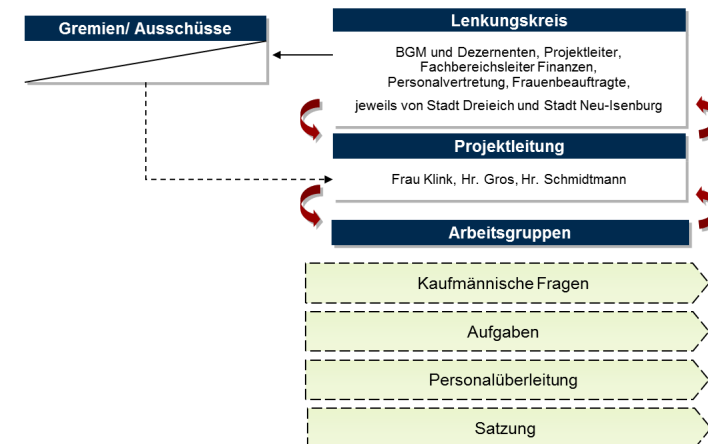 Gremien/ Ausschüsse
Lenkungskreis
BGM und Dezernenten, Projektleiter,
Fachbereichsleiter Finanzen,
Personalvertretung, Frauenbeauftragte,
jeweils von Stadt Dreieich und Stadt Neu-Isenburg
Projektleitung
Frau Klink, Hr. Gros, Hr. Schmidtmann
Arbeitsgruppen
Kaufmännische Fragen
Aufgaben
Personalüberleitung
Satzung